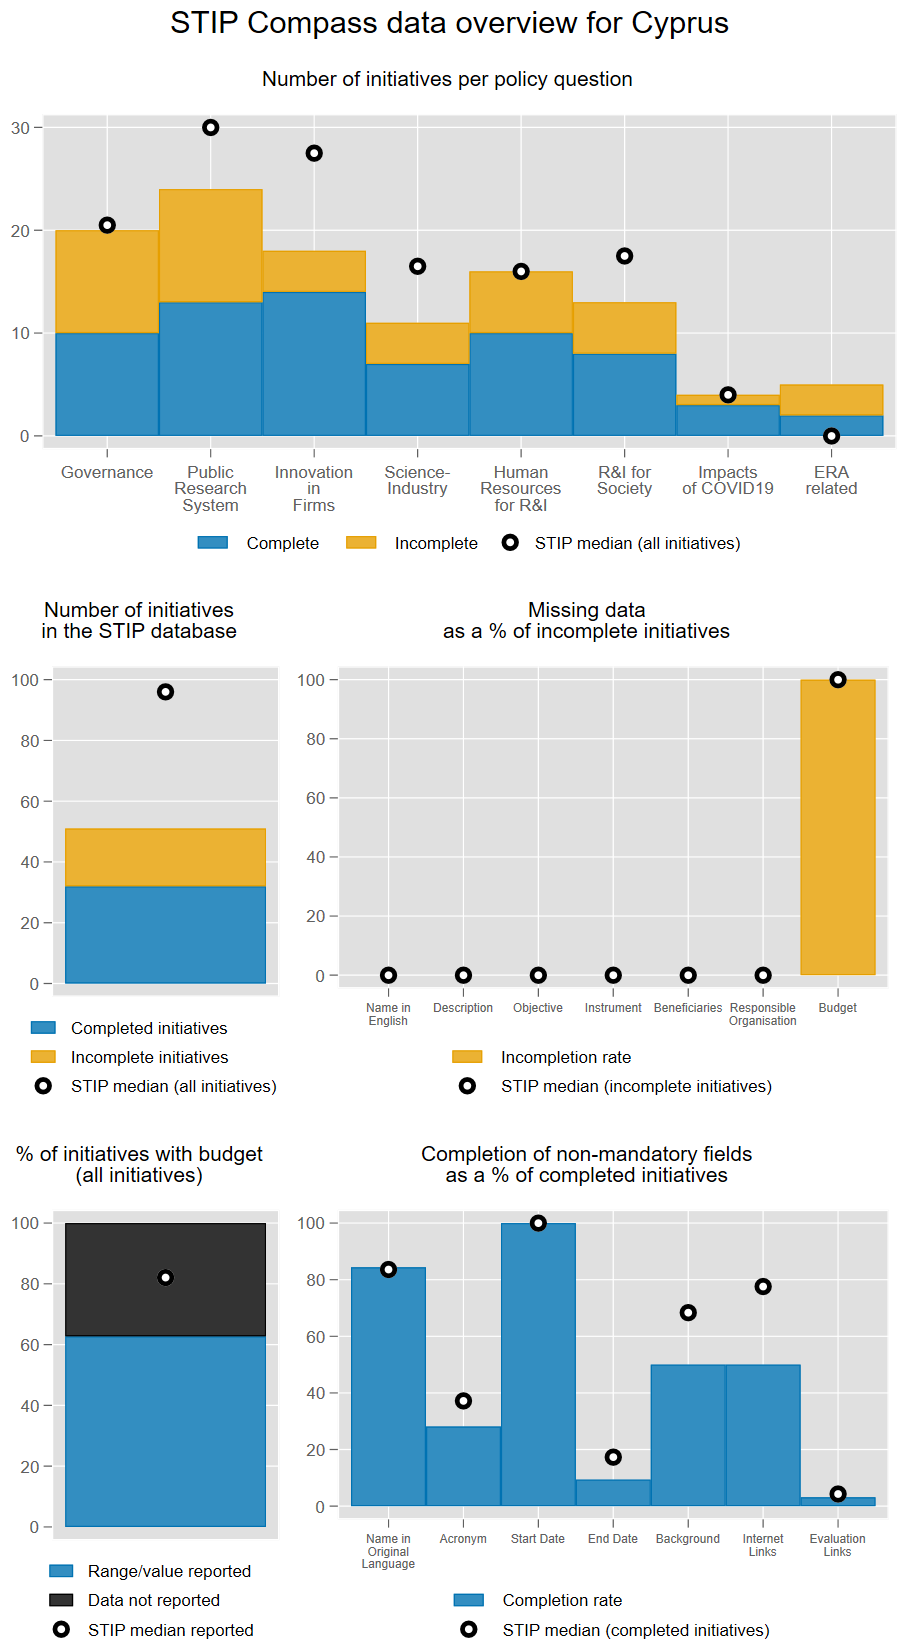 STIP Compass data overview for Cyprus
Number of initiatives per policy question
30
20
10
0
Governance
Public
Research
System
Innovation
in
Firms
Science-
Industry
Human
Resources
for R&I
R&I for
Society
Impacts
of COVID19
ERA
related
Complete
Incomplete
STIP median (all initiatives)
Number of initiatives
in the STIP database
100
80
60
40
20
0
Completed initiatives
Incomplete initiatives
STIP median (all initiatives)
Missing data
as a % of incomplete initiatives
100
80
60
40
20
0
Name in
English
Description
Objective
Instrument
Beneficiaries
Responsible
Organisation
Budget
Incompletion rate
STIP median (incomplete initiatives)
% of initiatives with budget
(all initiatives)
100
80
60
40
20
0
Range/value reported
Data not reported
STIP median reported
Completion of non-mandatory fields
as a % of completed initiatives
100
80
60
40
20
0
Name in
Original
Language
Acronym
Start Date
End Date
Background
Internet
Links
Evaluation
Links
Completion rate
STIP median (completed initiatives)